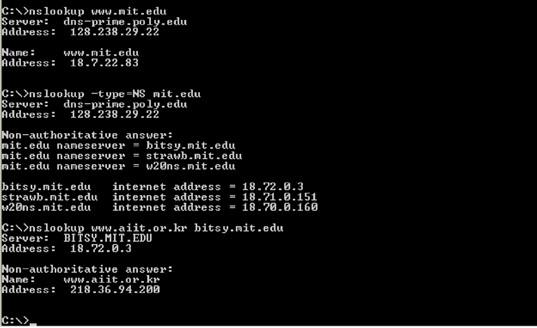 C:\>nslookup www.mit.edu
Server:  dns-prime.poly.edu
Address:  128.238.29.22
Name:    www.mit.edu
Address:  18.7.22.83
C:\>nslookup -type=NS mit.edu
Server:  dns-prime.poly.edu
Address:  128.238.29.22
Non-authoritative answer:
mit.edu nameserver = bitsy.mit.edu
mit.edu nameserver = strawb.mit.edu
mit.edu nameserver = w20ns.mit.edu
bitsy.mit.edu   internet address = 18.72.0.3
strawb.mit.edu  internet address = 18.71.0.151
w20ns.mit.edu   internet address = 18.70.0.160
C:\>nslookup www.aiit.or.kr bitsy.mit.edu
Server:  BITSY.MIT.EDU
Address:  18.72.0.3
Non-authoritative answer:
Name:    www.aiit.or.kr
Address:  218.36.94.200
C:\>_